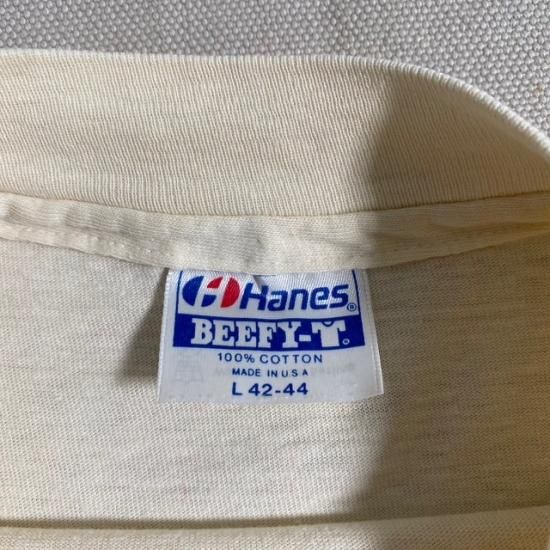 Hanes®
BEEFY-T®
100% COTTON
MADE IN U.S.A
L 42-44